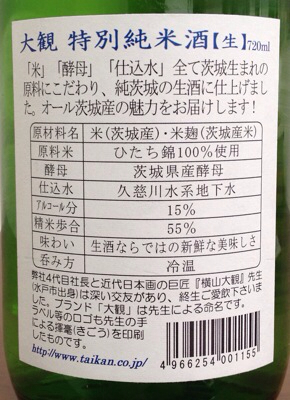 大観 特別純米酒【生】720ml
「米」「酵母」「仕込水」全て茨城生まれの
原料にこだわり、純茨城の生酒に仕上げまし
た。オール茨城産の魅力をお届けします!
原材料名 米(茨城産)・米麹(茨城産米)
原料米 ひたち錦100%使用
酵母 茨城県産酵母
仕込水 久慈川水系地下水
アルコール分 15%
精米歩合 55%
味わい 生酒ならではの新鮮な美味しさ
呑み方 冷温
弊社4代目社長と近代日本画の巨匠『横山大観』先生
(水戸市出身)は深い交友があり、終生ご愛飲下さい
ました。ブランド「大観」は先生による命名です。
ラベル等のロゴも先生の手
による揮毫(きごう)を印刷
したものです。
http://www.taikan.co.jp/
4 966254 001155